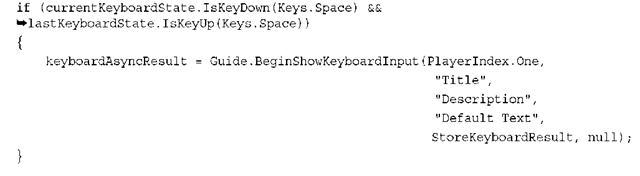 if (currentKeyboardState.IsKeyDown(Keys.Space) &&
➥lastKeyboardState.IsKeyUp(Keys.Space))
{
keyboardAsyncResult = Guide.BeginShowKeyboardInput(PlayerIndex.One,
"Title",
"Description",
"Default Text",
StoreKeyboardResult, null);
}